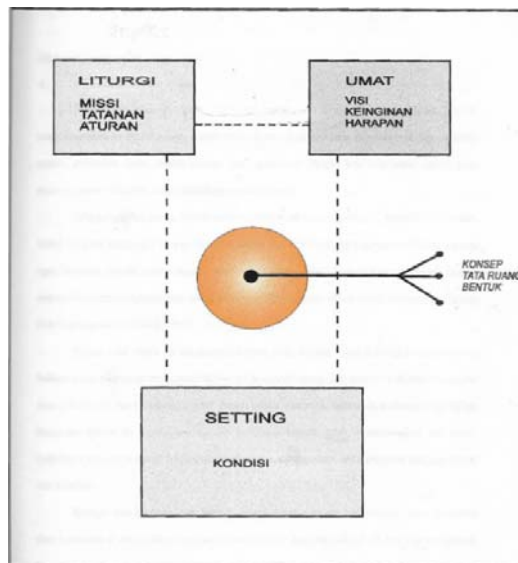 LITURGI
MISSI
TATANAN
ATURAN
UMAT
VISI
KEINGINAN
HARAPAN
KONSEP
TATA RUANG
BENTUK
SETTING
KONDISI